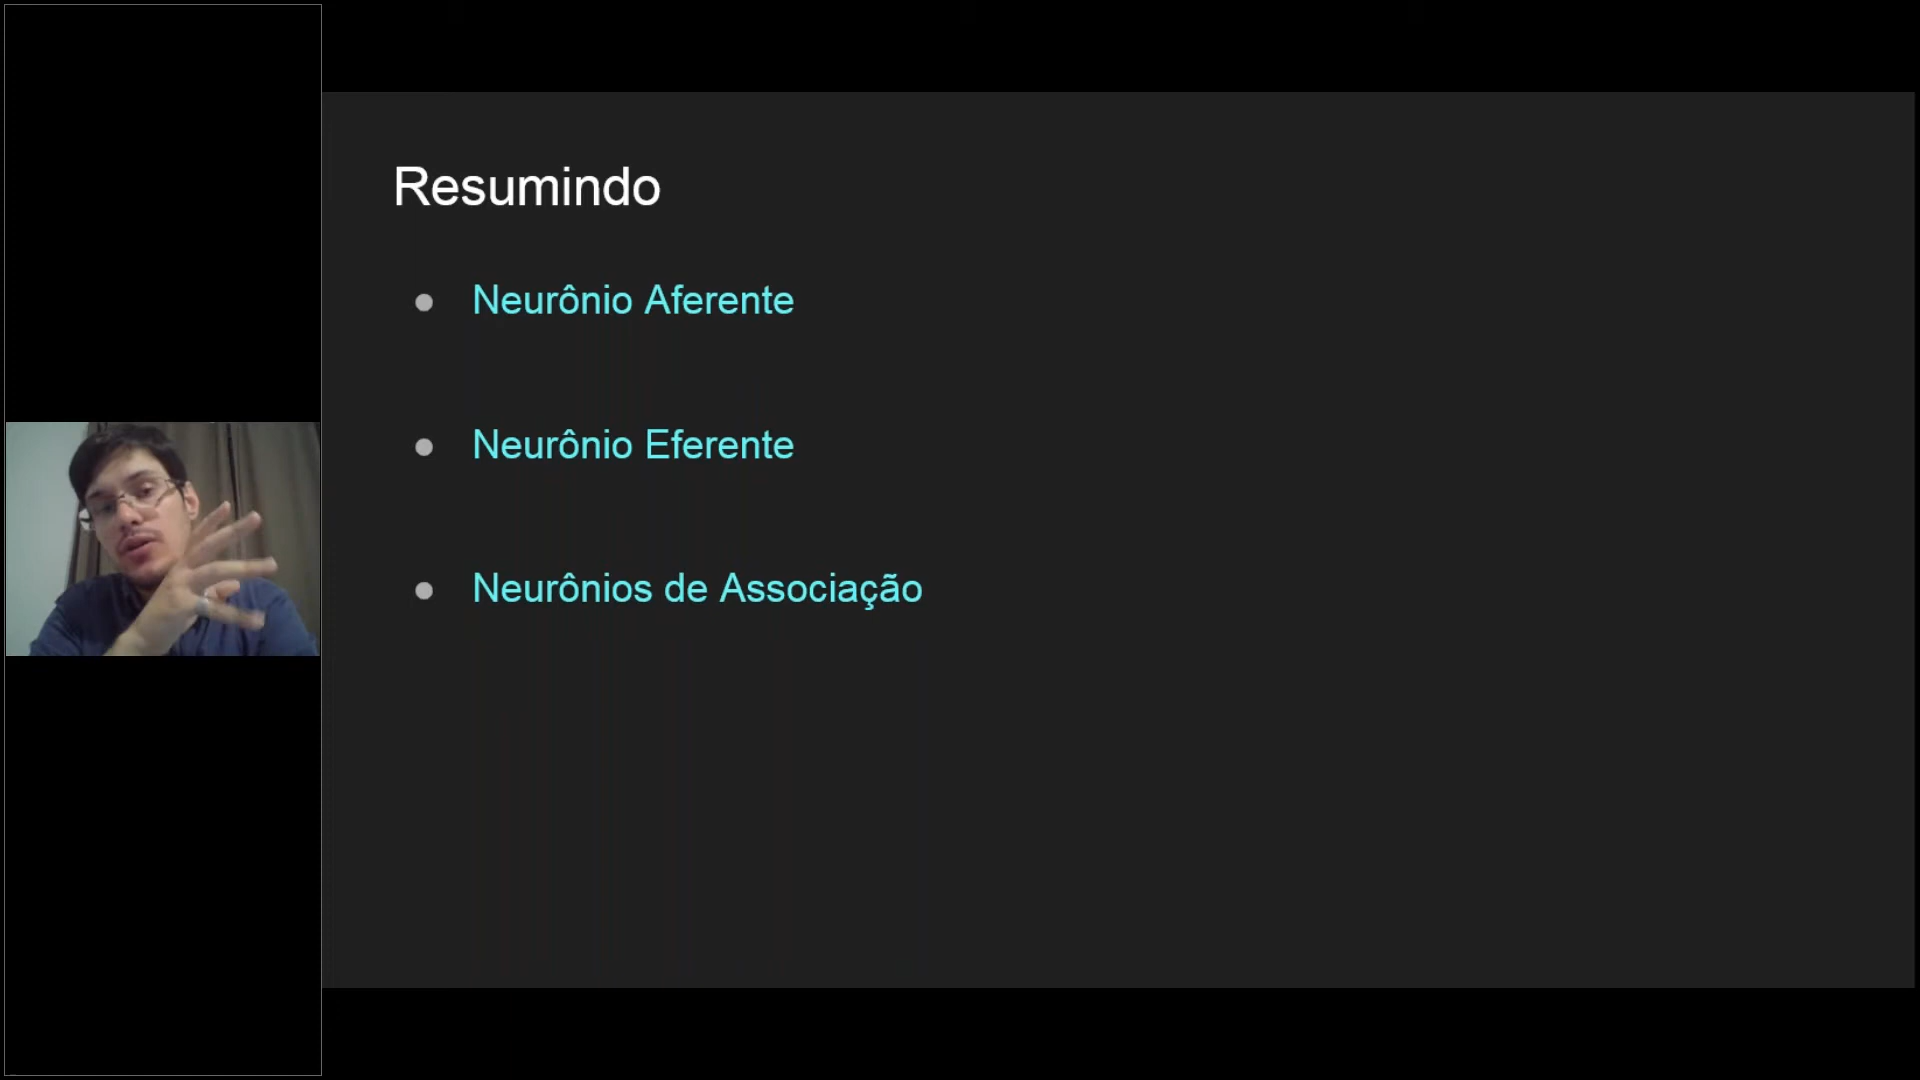 Resumindo
Neurônio Aferente
Neurônio Eferente
Neurônios de Associação